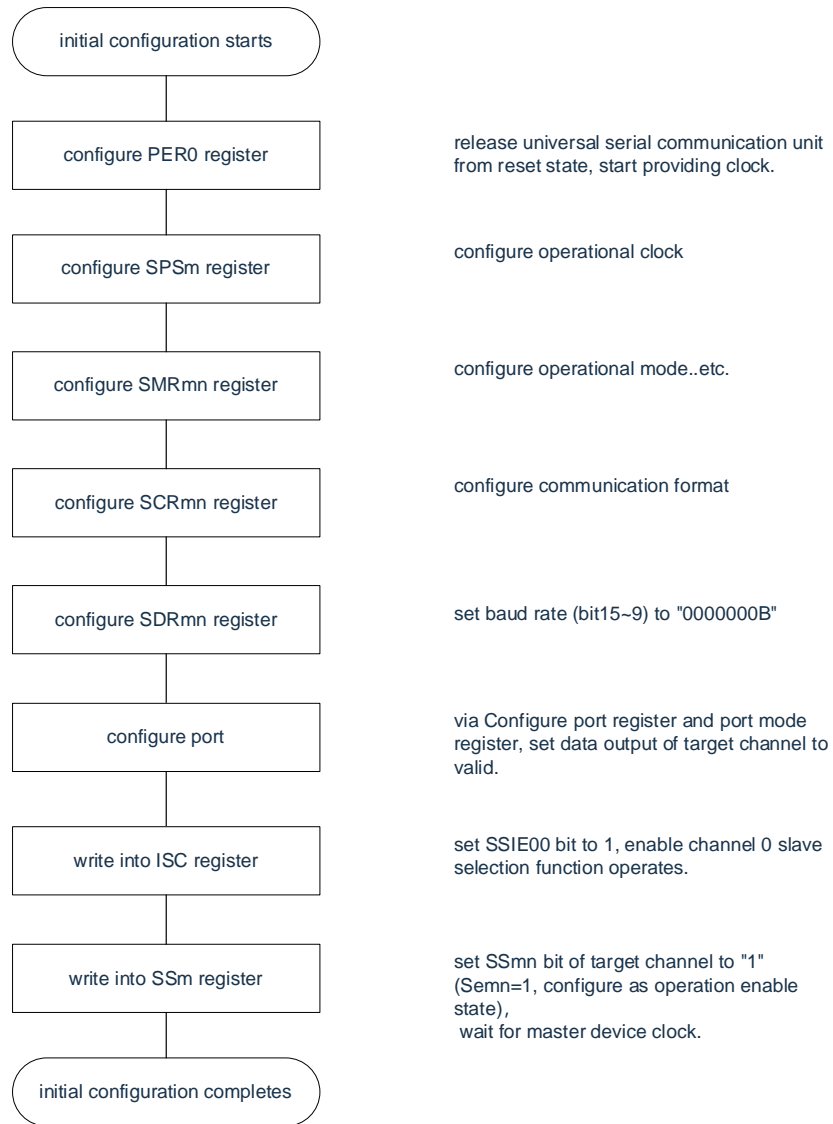 initial configuration starts
configure PER0 register
release universal serial communication unit
from reset state, start providing clock.
configure SPSm register
configure operational clock
configure SMRmn register
configure operational mode..etc.
configure SCRmn register
configure communication format
configure SDRmn register
set baud rate (bit15~9) to "0000000B"
configure port
via Configure port register and port mode
register, set data output of target channel to
valid.
write into ISC register
set SSIE00 bit to 1, enable channel 0 slave
selection function operates.
write into SSm register
set SSmn bit of target channel to "1"
(Semn=1, configure as operation enable
state),
wait for master device clock.
initial configuration completes